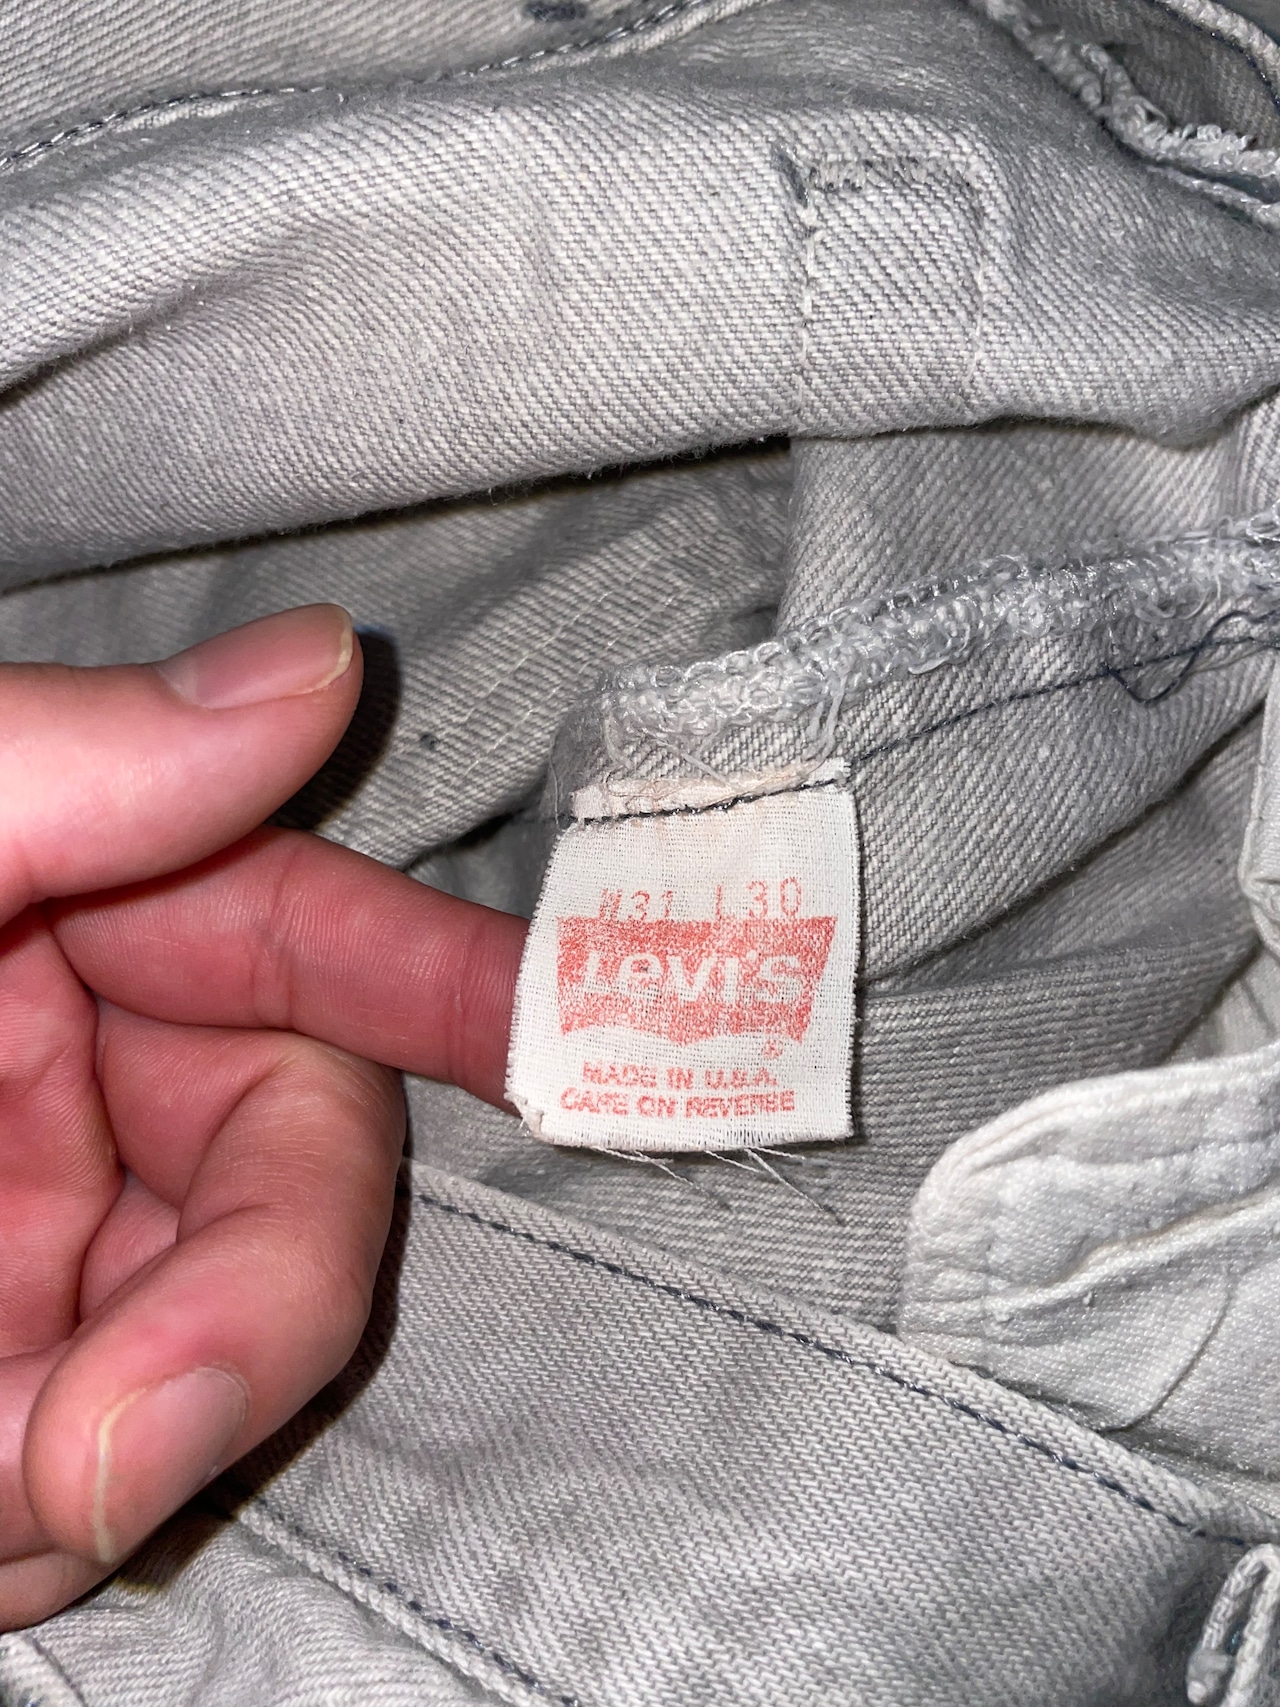 W31 L30
Levi's
®
MADE IN U.S.A.
CARE ON REVERSE